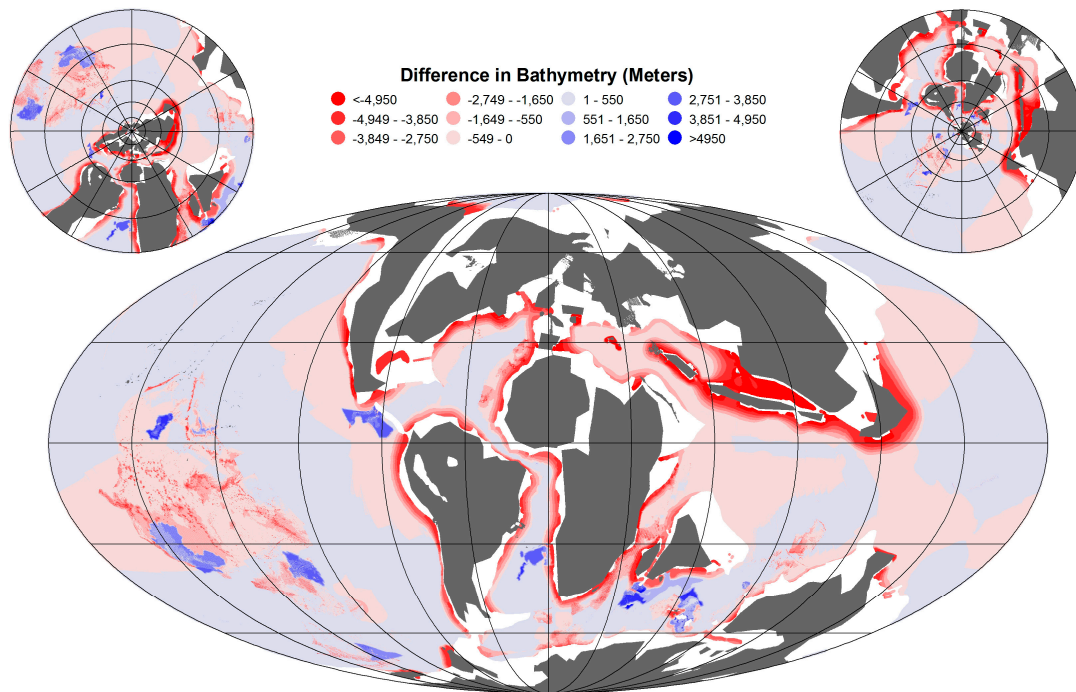 Difference in Bathymetry (Meters)
<-4,950 -2,749 - -1,650 1 - 550 2,751 - 3,850
-4,949 - -3,850 -1,649 - -550 551 - 1,650 3,851 - 4,950
-3,849 - -2,750 -549 - 0 1,651 - 2,750 >4950